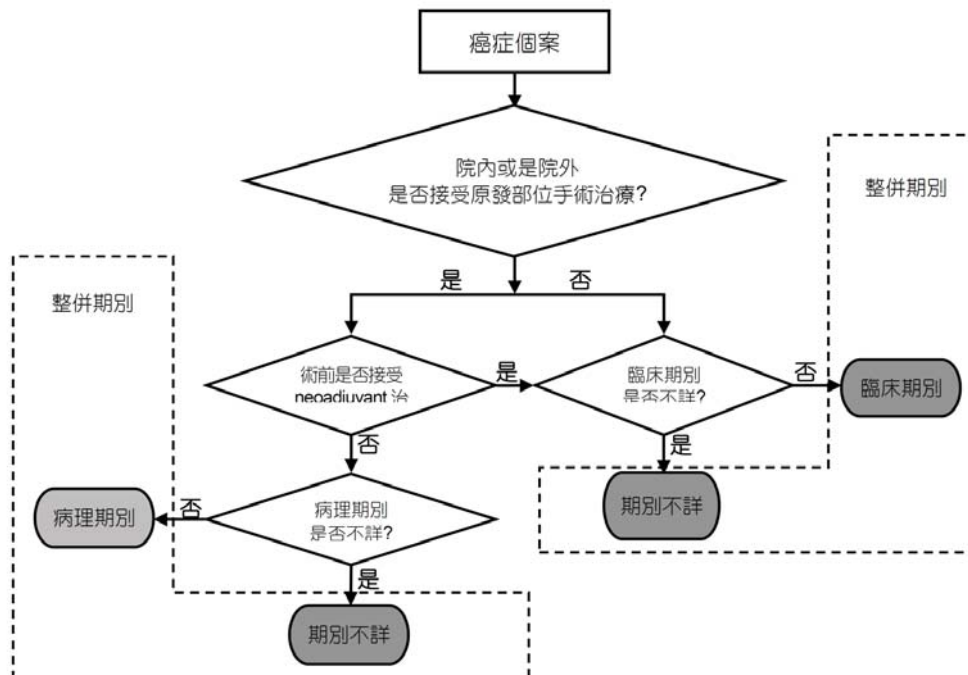 癌症個案
院內或是院外
是否接受原發部位手術治療?
整併期別
是
否
整併期別
術前是否接受
neoadjuvant 治
是
臨床期別
是否不詳?
否
臨床期別
否
是
病理期別
否
病理期別
是否不詳?
期別不詳
是
期別不詳